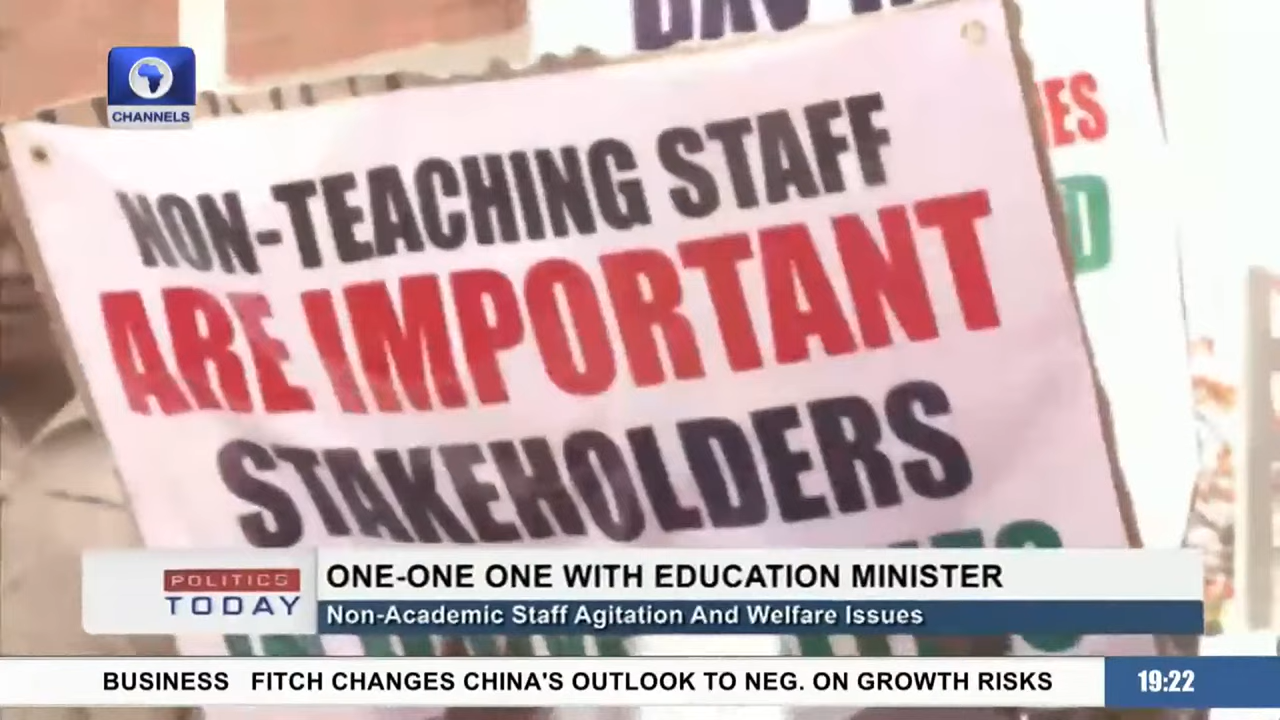 CHANNELS
NON-TEACHING STAFF
ARE IMPORTANT
STAKEHOLDERS
POLITICS
TODAY
ONE-ONE ONE WITH EDUCATION MINISTER
Non-Academic Staff Agitation And Welfare Issues
BUSINESS FITCH CHANGES CHINA'S OUTLOOK TO NEG. ON GROWTH RISKS
19:22